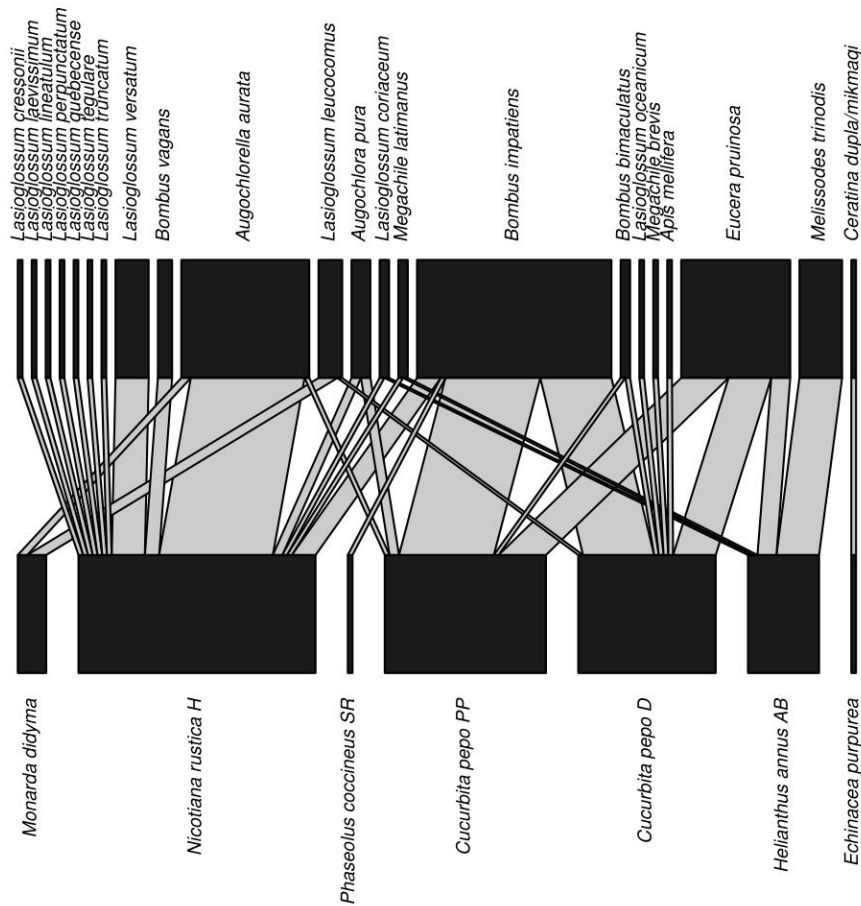 Lasioglossum cressonii
Lasioglossum laevissimum
Lasioglossum lineatulum
Lasioglossum perpunctatum
Lasioglossum quebecense
Lasioglossum tegulare
Lasioglossum truncatum
Lasioglossum versatum
Bombus vagans
Augochlorella aurata
Lasioglossum leucocomus
Augochlora pura
Lasioglossum coriaceum
Megachile latimanus
Bombus impatiens
Bombus bimaculatus
Lasioglossum oceanicum
Megachile brevis
Apis mellifera
Eucera pruinosa
Melissodes trinodis
Ceratina dupla/mikmaqi
Monarda didyma
Nicotiana rustica H
Phaseolus coccineus SR
Cucurbita pepo PP
Cucurbita pepo D
Helianthus annus AB
Echinacea purpurea